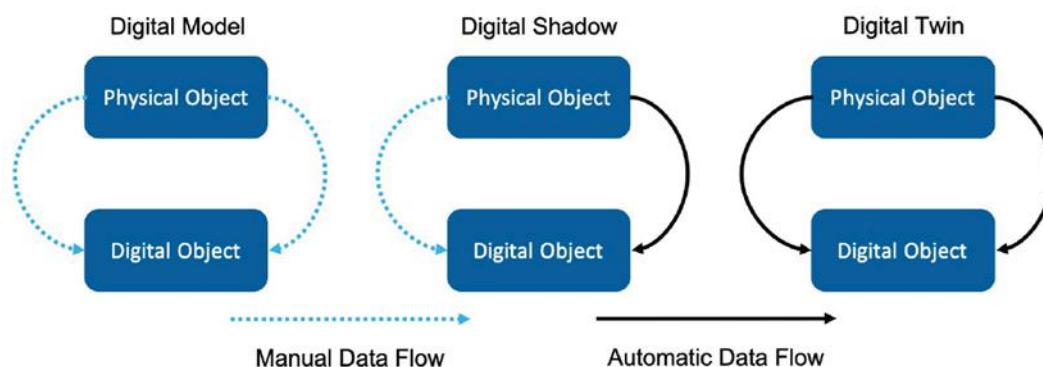 Digital Model
Digital Shadow
Digital Twin
Physical Object
Physical Object
Physical Object
Digital Object
Digital Object
Digital Object
Manual Data Flow
Automatic Data Flow